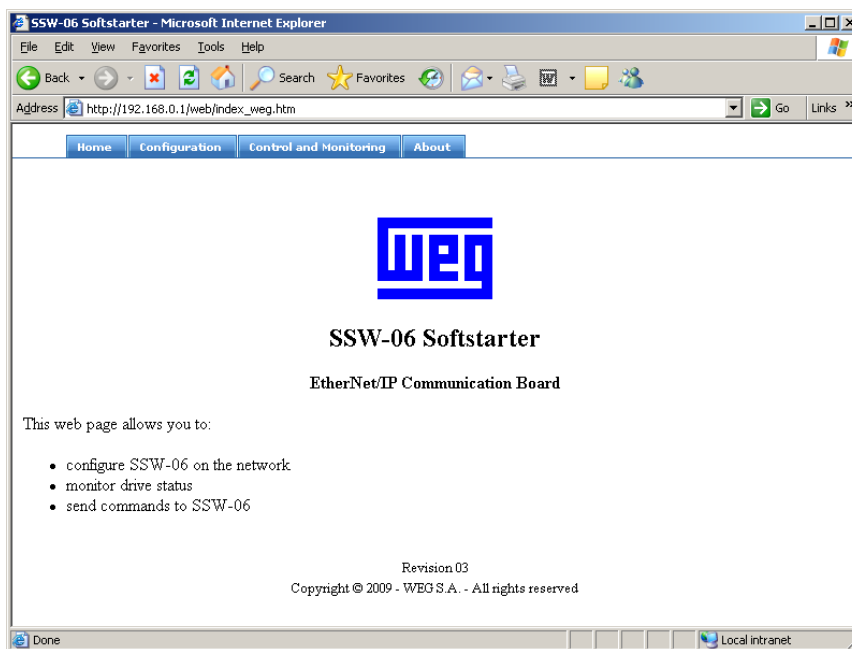 SSW-06 Softstarter - Microsoft Internet Explorer
File Edit View Favorites Tools Help
Back Search Favorites
Address http://192.168.0.1/web/index_weg.htm Go Links »
Home Configuration Control and Monitoring About
weg
SSW-06 Softstarter
EtherNet/IP Communication Board
This web page allows you to:
• configure SSW-06 on the network
• monitor drive status
• send commands to SSW-06
Revision 03
Copyright © 2009 - WEG S.A. - All rights reserved
Done Local intranet